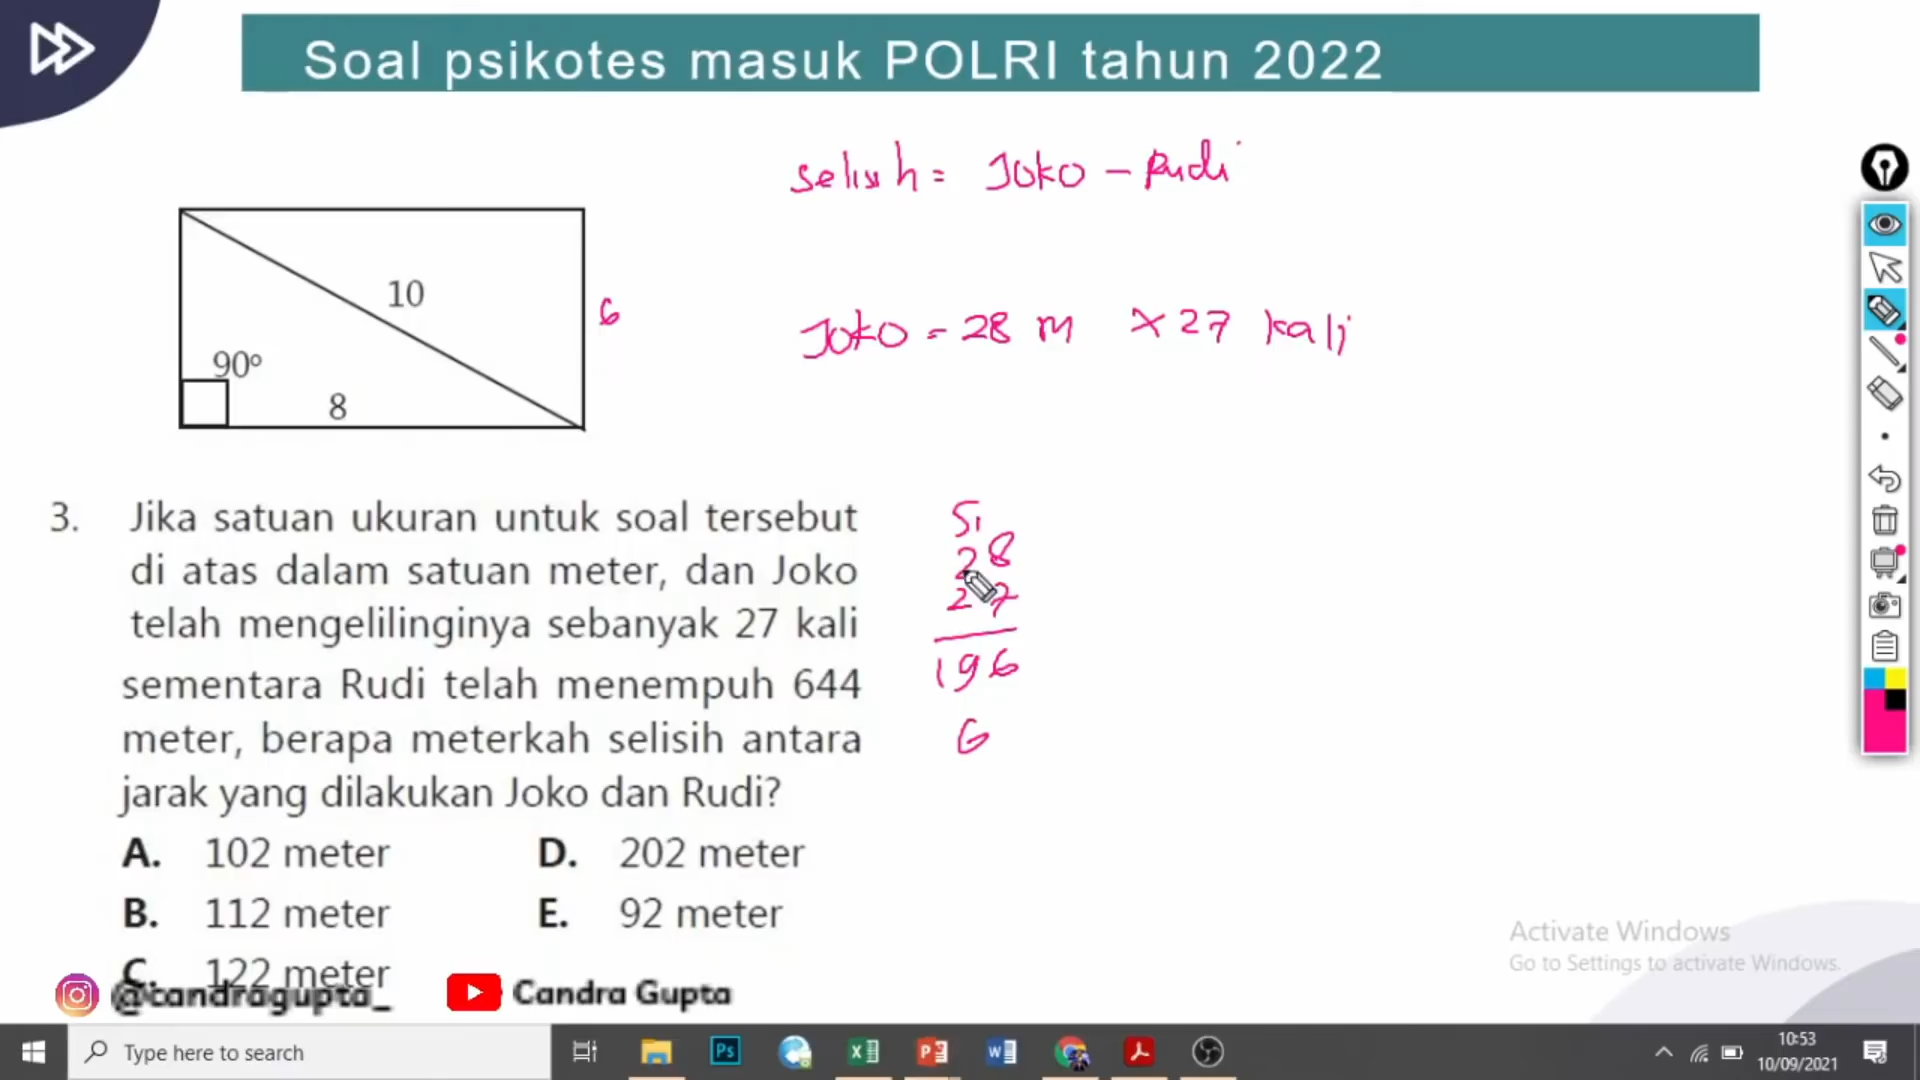 Soal psikotes masuk POLRI tahun 2022
selisih = Joko - Rudi
10
6
Joko = 28 m × 27 kali
90°
8
3. Jika satuan ukuran untuk soal tersebut
di atas dalam satuan meter, dan Joko
telah mengelilinginya sebanyak 27 kali
sementara Rudi telah menempuh 644
meter, berapa meterkah selisih antara
jarak yang dilakukan Joko dan Rudi?
51
28
27
196
6
A. 102 meter
D. 202 meter
B. 112 meter
E. 92 meter
C. 122 meter
@candragupta_
Candra Gupta
Activate Windows
Go to Settings to activate Windows.
Type here to search
Ps
10:53
10/09/2021